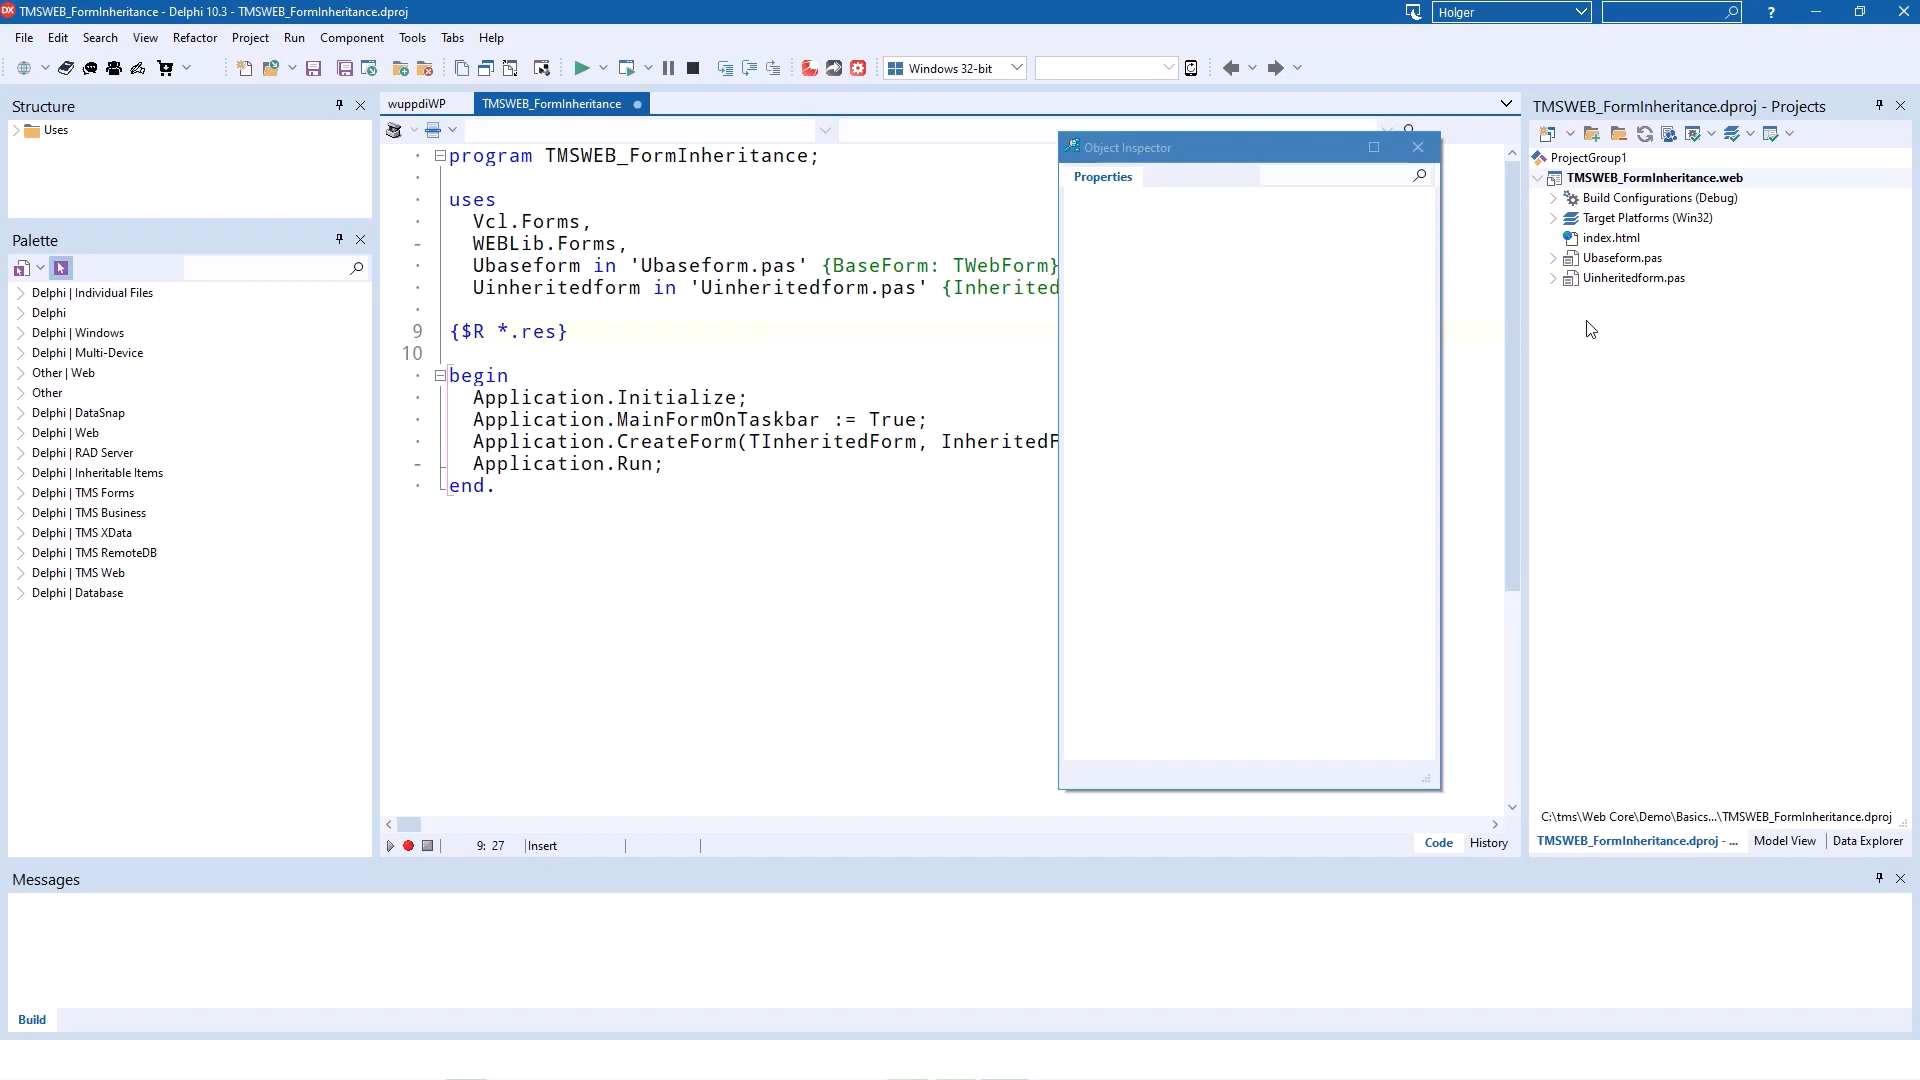 TMSWEB_FormInheritance - Delphi 10.3 - TMSWEB_FormInheritance.dproj
Holger
?
File Edit Search View Refactor Project Run Component Tools Tabs Help
Windows 32-bit
Structure
Uses
Palette
Delphi | Individual Files
Delphi
Delphi | Windows
Delphi | Multi-Device
Other | Web
Other
Delphi | DataSnap
Delphi | Web
Delphi | RAD Server
Delphi | Inheritable Items
Delphi | TMS Forms
Delphi | TMS Business
Delphi | TMS XData
Delphi | TMS RemoteDB
Delphi | TMS Web
Delphi | Database
wuppdiWP TMSWEB_FormInheritance
program TMSWEB_FormInheritance;
uses
Vcl.Forms,
WEBLib.Forms,
Ubaseform in 'Ubaseform.pas' {BaseForm: TWebForm}
Uinheritedform in 'Uinheritedform.pas' {Inherited
9 {$R *.res}
10
begin
Application.Initialize;
Application.MainFormOnTaskbar := True;
Application.CreateForm(TInheritedForm, InheritedF
Application.Run;
end.
9: 27 Insert
Code History
Object Inspector
Properties
TMSWEB_FormInheritance.dproj - Projects
ProjectGroup1
TMSWEB_FormInheritance.web
Build Configurations (Debug)
Target Platforms (Win32)
index.html
Ubaseform.pas
Uinheritedform.pas
C:\tms\Web Core\Demo\Basics...\TMSWEB_FormInheritance.dproj
TMSWEB_FormInheritance.dproj - ... Model View Data Explorer
Messages
Build